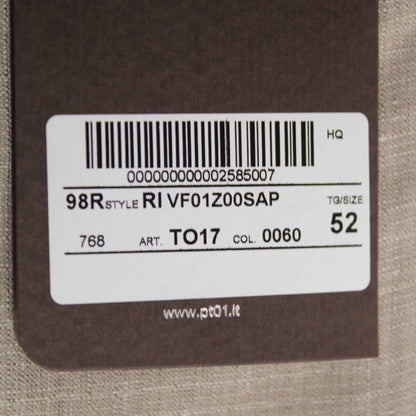 HQ
000000000002585007
98R STYLE RI VF01Z00SAP TG/SIZE
768 ART. TO17 COL. 0060 52
www.pt01.it